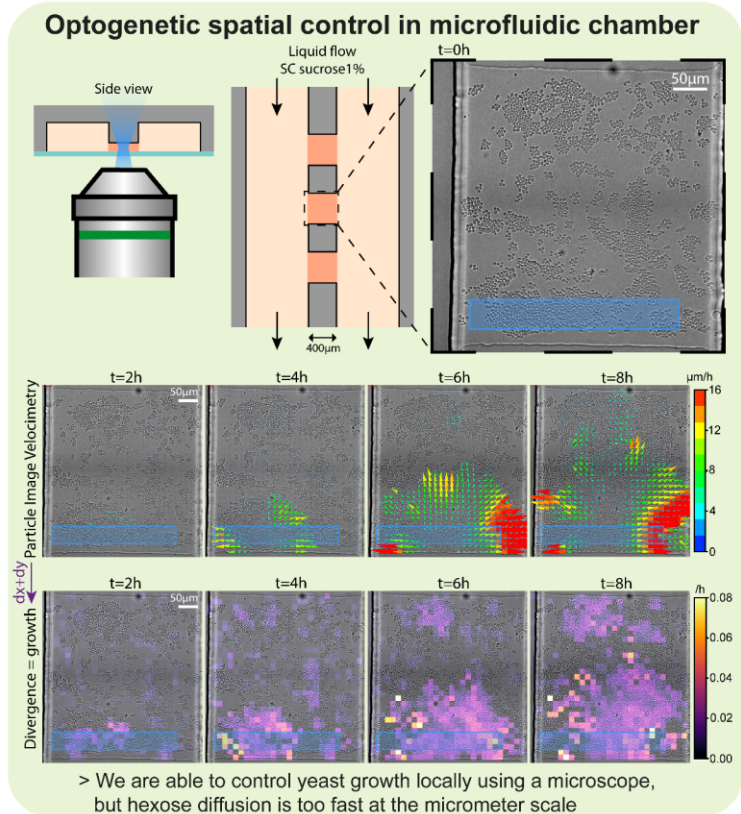 Optogenetic spatial control in microfluidic chamber
Side view
Liquid flow
SC sucrose1%
400µm
t=0h
50µm
Particle Image Velocimetry
t=2h
50µm
t=4h
t=6h
t=8h
µm/h
16
12
8
4
0
dx+dy
Divergence = growth
t=2h
50µm
t=4h
t=6h
t=8h
/h
0.08
0.06
0.04
0.02
0.00
> We are able to control yeast growth locally using a microscope,
but hexose diffusion is too fast at the micrometer scale